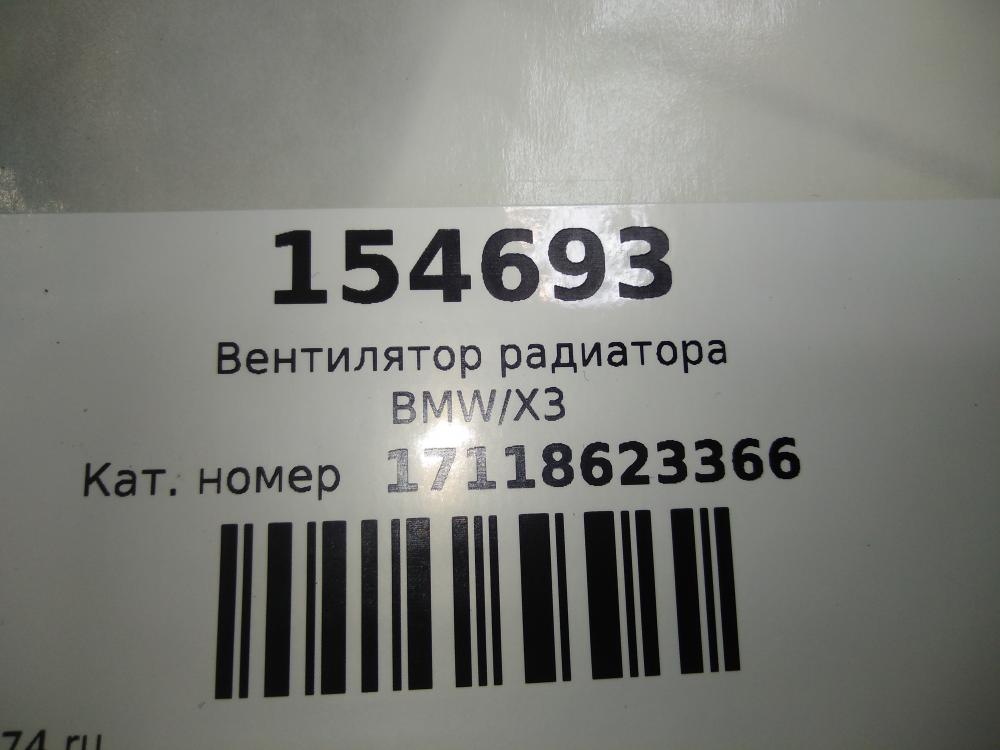 154693
Вентилятор радиатора
BMW/X3
Кат. номер 17118623366
74.ru